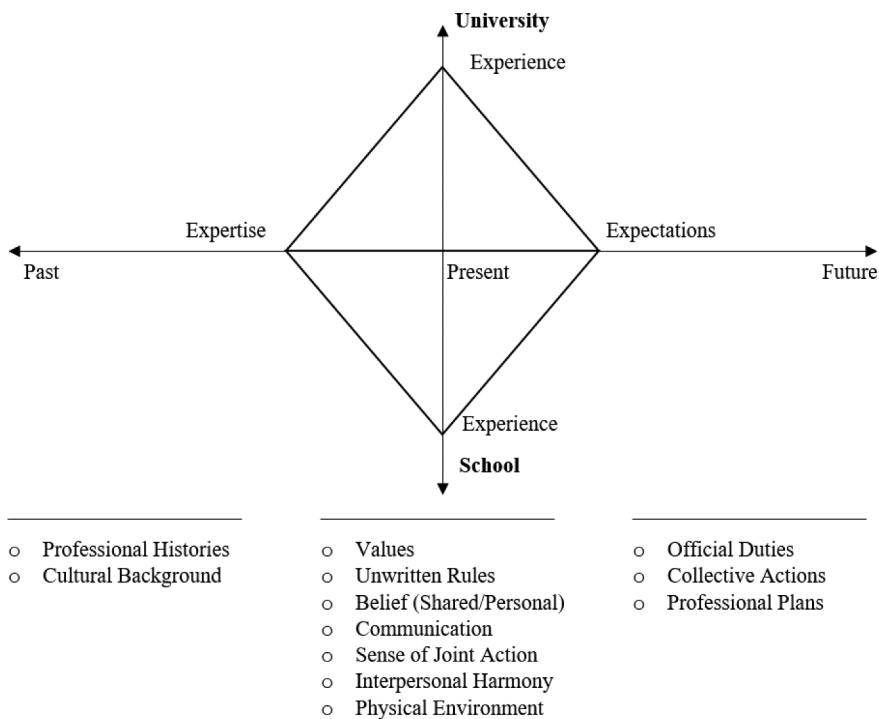 University
Experience
Expertise
Expectations
Past
Present
Future
Experience
School
o Professional Histories
o Cultural Background
o Values
o Unwritten Rules
o Belief (Shared/Personal)
o Communication
o Sense of Joint Action
o Interpersonal Harmony
o Physical Environment
o Official Duties
o Collective Actions
o Professional Plans